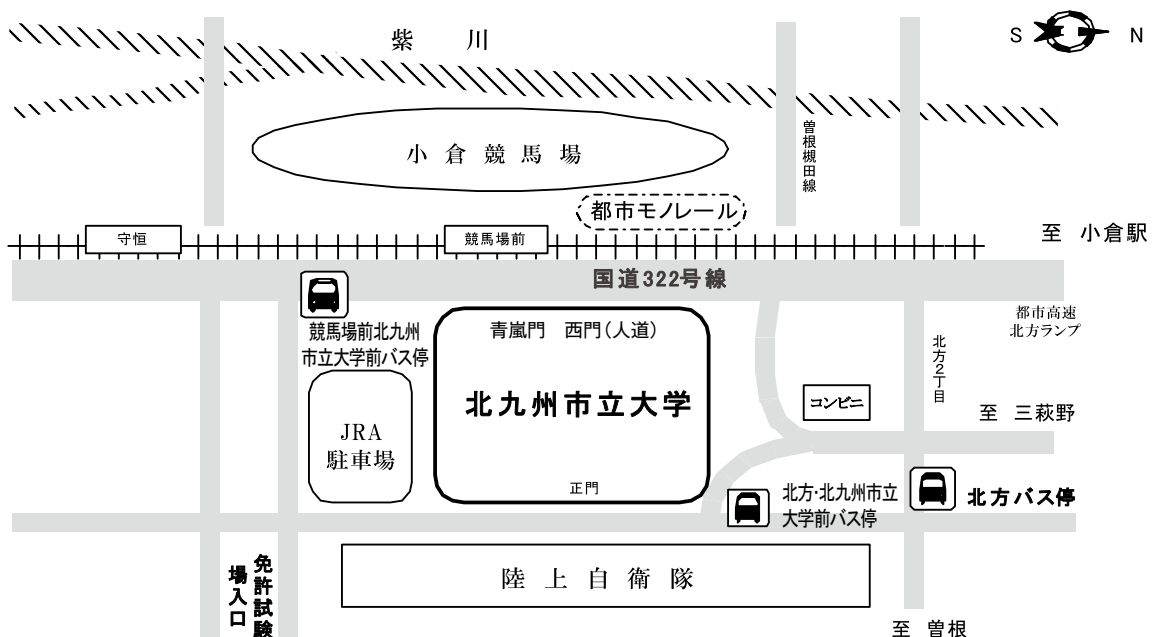 紫 川
S N
曽根槻田線
小倉競馬場
都市モノレール
至 小倉駅
守恒
競馬場前
国道322号線
都市高速
北方ランプ
競馬場前北九州
市立大学前バス停
青嵐門 西門(人道)
北方2丁目
北九州市立大学
コンビニ
至 三萩野
JRA
駐車場
正門
北方・北九州市立
大学前バス停
北方バス停
免許試験
場入口
陸上自衛隊
至 曽根